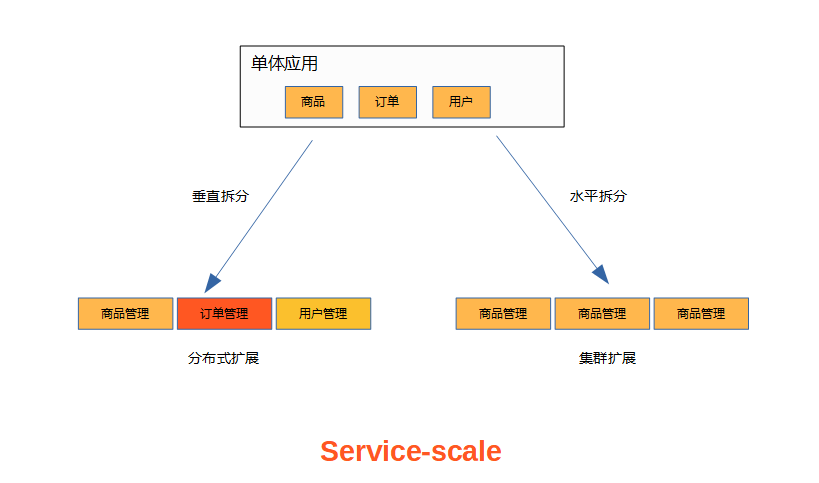 单体应用
商品 订单 用户
垂直拆分
水平拆分
商品管理 订单管理 用户管理
商品管理 商品管理 商品管理
分布式扩展
集群扩展
Service-scale